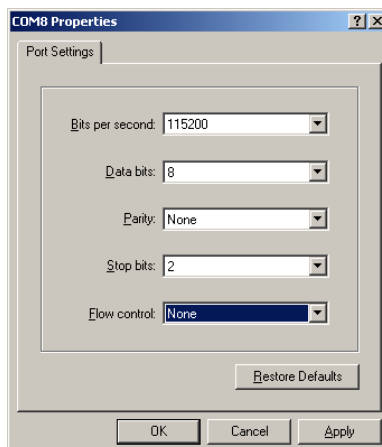 COM8 Properties
Port Settings
Bits per second: 115200
Data bits: 8
Parity: None
Stop bits: 2
Flow control: None
Restore Defaults
OK Cancel Apply